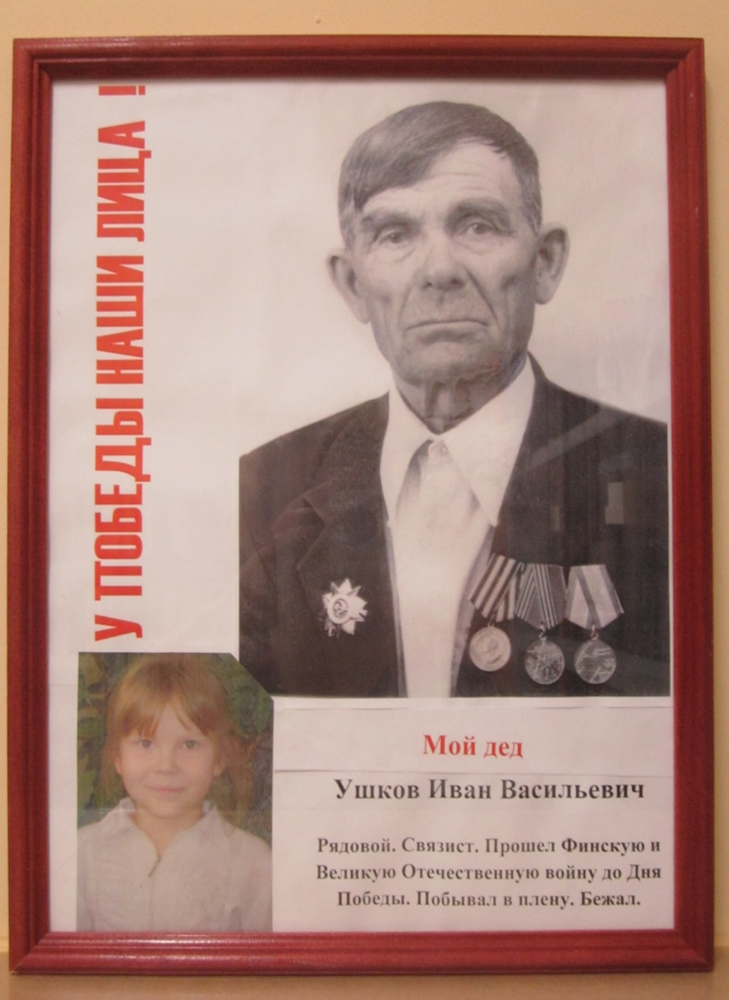 У ПОБЕДЫ НАШИ ЛИЦА !
Мой дед
Ушков Иван Васильевич
Рядовой. Связист. Прошел Финскую и
Великую Отечественную войну до Дня
Победы. Побывал в плену. Бежал.